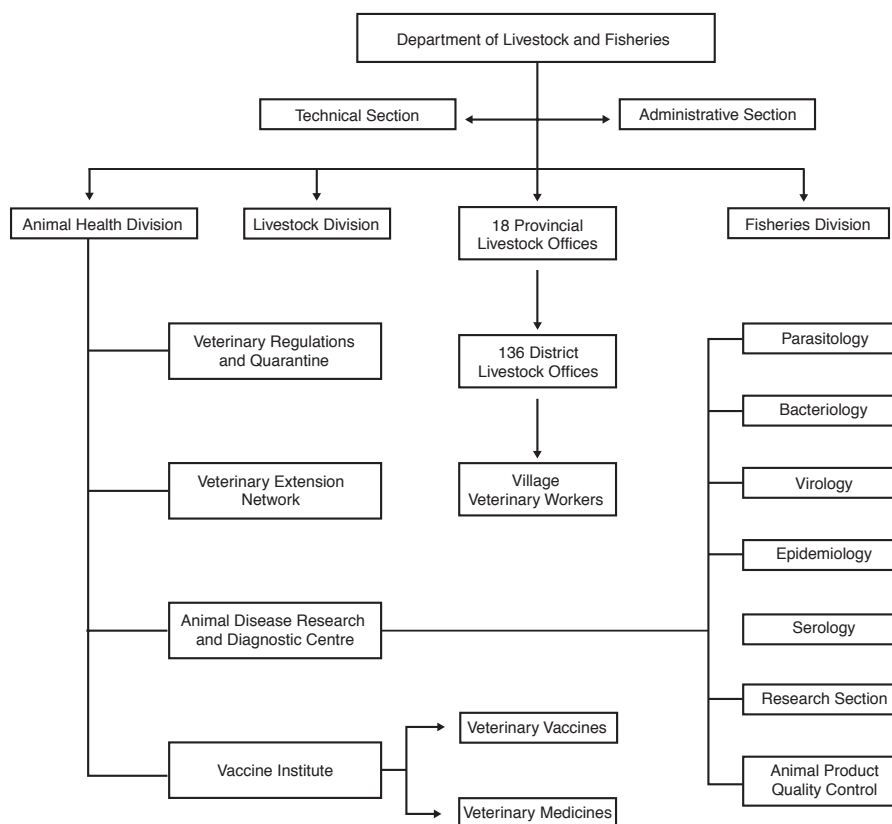 Department of Livestock and Fisheries
Technical Section
Administrative Section
Animal Health Division
Livestock Division
18 Provincial
Livestock Offices
Fisheries Division
Veterinary Regulations
and Quarantine
136 District
Livestock Offices
Parasitology
Bacteriology
Veterinary Extension
Network
Village
Veterinary Workers
Virology
Epidemiology
Animal Disease Research
and Diagnostic Centre
Serology
Research Section
Vaccine Institute
Veterinary Vaccines
Veterinary Medicines
Animal Product
Quality Control